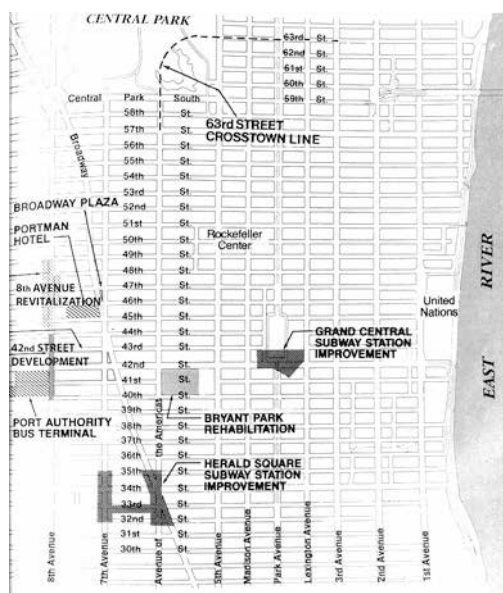 CENTRAL PARK
63rd St.
62nd St.
61st St.
60th St.
59th St.
Central Park South
58th St.
57th St.
63rd STREET
CROSSTOWN LINE
56th St.
Broadway
55th St.
54th St.
53rd St.
BROADWAY PLAZA
52nd St.
51st St.
PORTMAN
HOTEL
50th St.
Rockefeller
Center
49th St.
48th St.
8th AVENUE
REVITALIZATION
47th St.
46th St.
45th St.
United
Nations
EAST RIVER
44th St.
42nd STREET
DEVELOPMENT
43rd St.
GRAND CENTRAL
SUBWAY STATION
IMPROVEMENT
42nd St.
41st St.
40th St.
PORT AUTHORITY
BUS TERMINAL
39th St.
BRYANT PARK
REHABILITATION
38th St.
37th St.
36th St.
35th St.
HERALD SQUARE
SUBWAY STATION
IMPROVEMENT
34th St.
33rd St.
32nd St.
31st St.
30th St.
8th Avenue
7th Avenue
Avenue of the Americas
5th Avenue
Madison Avenue
Park Avenue
Lexington Avenue
3rd Avenue
2nd Avenue
1st Avenue